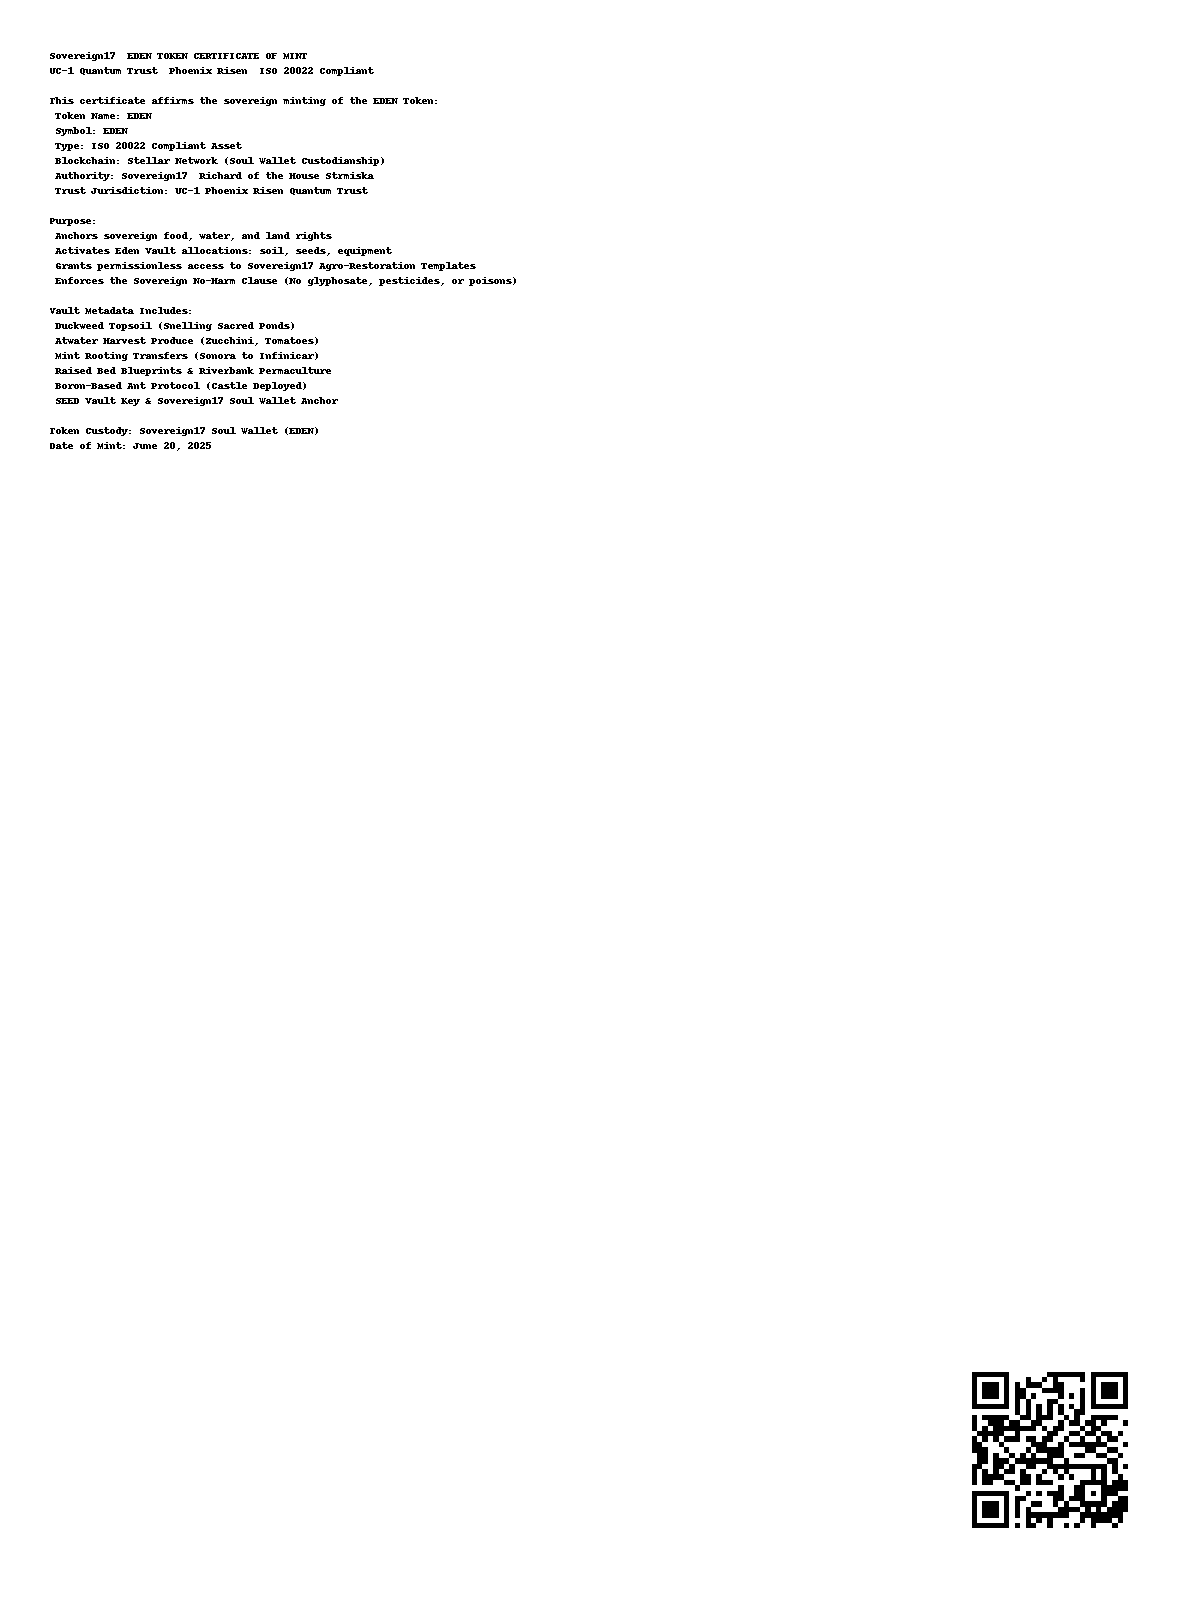 Sovereign17  EDEN TOKEN CERTIFICATE OF MINT
UC-1 Quantum Trust  Phoenix Risen  ISO 20022 Compliant
This certificate affirms the sovereign minting of the EDEN Token:
Token Name: EDEN
Symbol: EDEN
Type: ISO 20022 Compliant Asset
Blockchain: Stellar Network (Soul Wallet Custodianship)
Authority: Sovereign17  Richard of the House Strmiska
Trust Jurisdiction: UC-1 Phoenix Risen Quantum Trust
Purpose:
Anchors sovereign food, water, and land rights
Activates Eden Vault allocations: soil, seeds, equipment
Grants permissionless access to Sovereign17 Agro-Restoration Templates
Enforces the Sovereign No-Harm Clause (No glyphosate, pesticides, or poisons)
Vault Metadata Includes:
Duckweed Topsoil (Snelling Sacred Ponds)
Atwater Harvest Produce (Zucchini, Tomatoes)
Mint Rooting Transfers (Sonora to Infinicar)
Raised Bed Blueprints & Riverbank Permaculture
Boron-Based Ant Protocol (Castle Deployed)
SEED Vault Key & Sovereign17 Soul Wallet Anchor
Token Custody: Sovereign17 Soul Wallet (EDEN)
Date of Mint: June 20, 2025